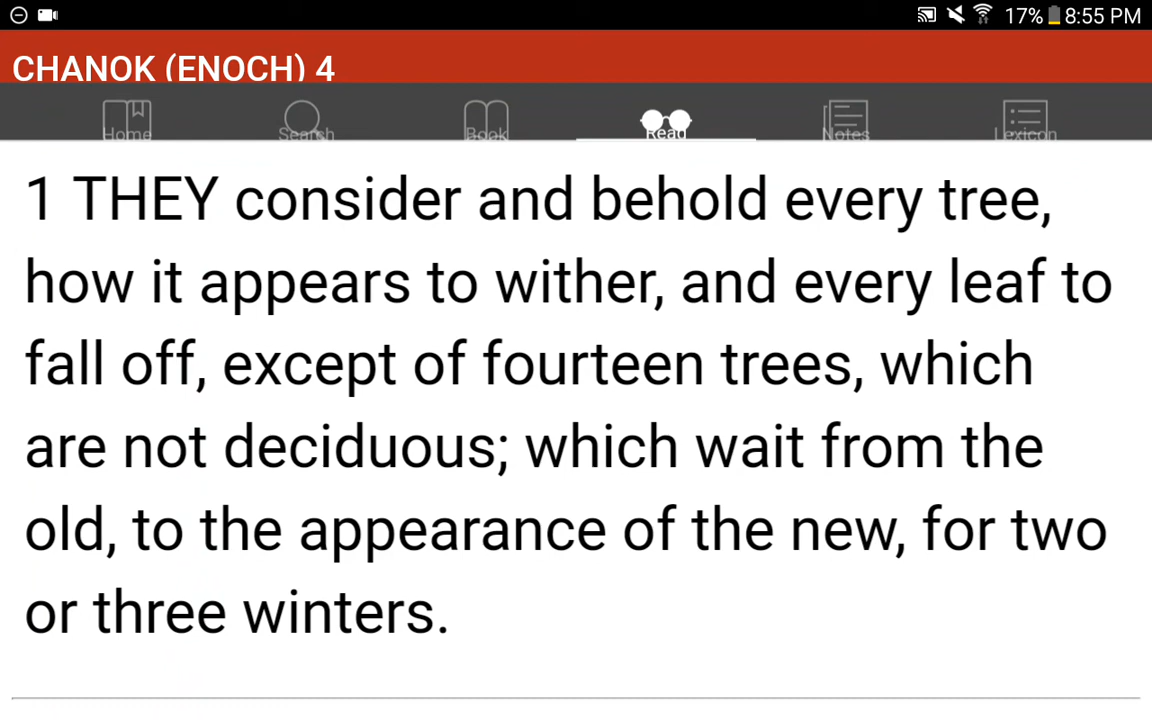 17% 8:55 PM
CHANOK (ENOCH) 4
Home Search Book Read Notes Lexicon
1 THEY consider and behold every tree,
how it appears to wither, and every leaf to
fall off, except of fourteen trees, which
are not deciduous; which wait from the
old, to the appearance of the new, for two
or three winters.